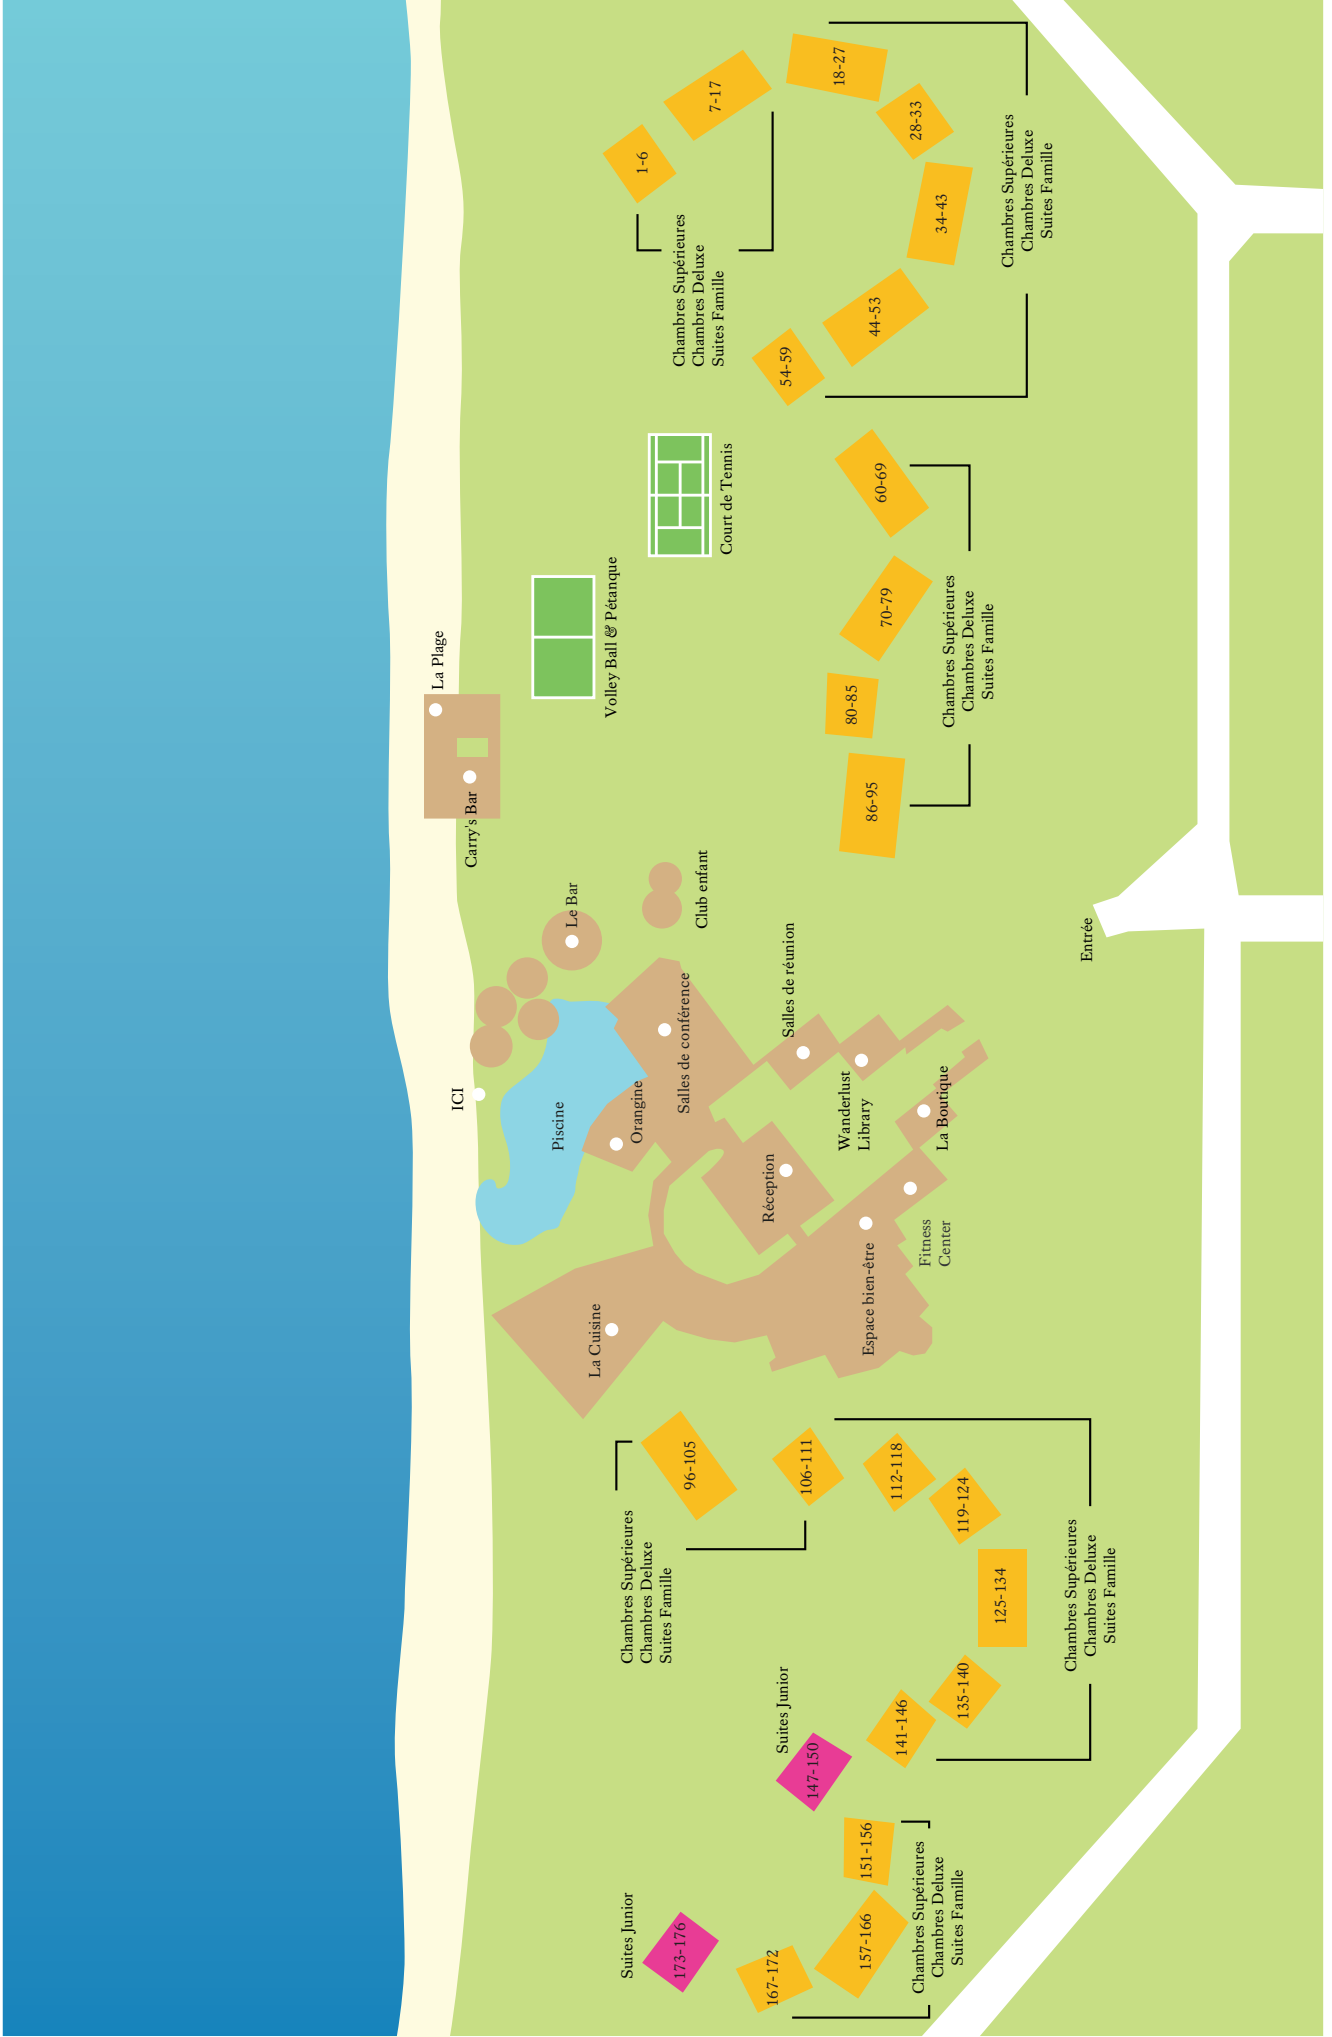 173-176
Suites Junior
167-172
157-166
151-156
Chambres Supérieures
Chambres Deluxe
Suites Famille
147-150
Suites Junior
141-146
135-140
125-134
119-124
112-118
106-111
96-105
Chambres Supérieures
Chambres Deluxe
Suites Famille
Chambres Supérieures
Chambres Deluxe
Suites Famille
La Cuisine
Espace bien-être
Fitness
Center
Réception
La Boutique
Wanderlust
Library
Salles de réunion
Salles de conférence
Orangine
Piscine
ICI
Le Bar
Club enfant
Entrée
Carry's Bar
La Plage
Volley Ball & Pétanque
Court de Tennis
86-95
80-85
70-79
60-69
Chambres Supérieures
Chambres Deluxe
Suites Famille
54-59
44-53
34-43
28-33
18-27
Chambres Supérieures
Chambres Deluxe
Suites Famille
7-17
1-6
Chambres Supérieures
Chambres Deluxe
Suites Famille